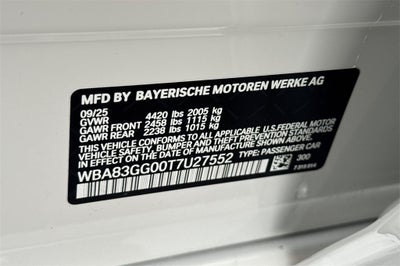 MFD BY BAYERISCHE MOTOREN WERKE AG
09/25
GVWR 4420 lbs 2005 kg
GAWR FRONT 2458 lbs 1115 kg
GAWR REAR 2238 lbs 1015 kg
THIS VEHICLE CONFORMS TO ALL APPLICABLE U.S.FEDERAL MOTOR
VEHICLE SAFETY, BUMPER, AND THEFT PREVENTION STANDARDS
IN EFFECT ON THE DATE OF MANUFACTURE SHOWN ABOVE.
WBA83GG00T7U27552 TYPE: PASSENGER CAR
300